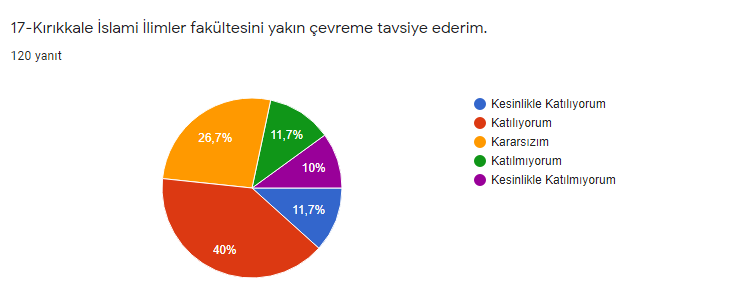 17-Kırıkkale İslami İlimler fakültesini yakın çevreme tavsiye ederim.
120 yanıt
Kesinlikle Katılıyorum
Katılıyorum
Kararsızım
Katılmıyorum
Kesinlikle Katılmıyorum
26,7%
11,7%
10%
11,7%
40%